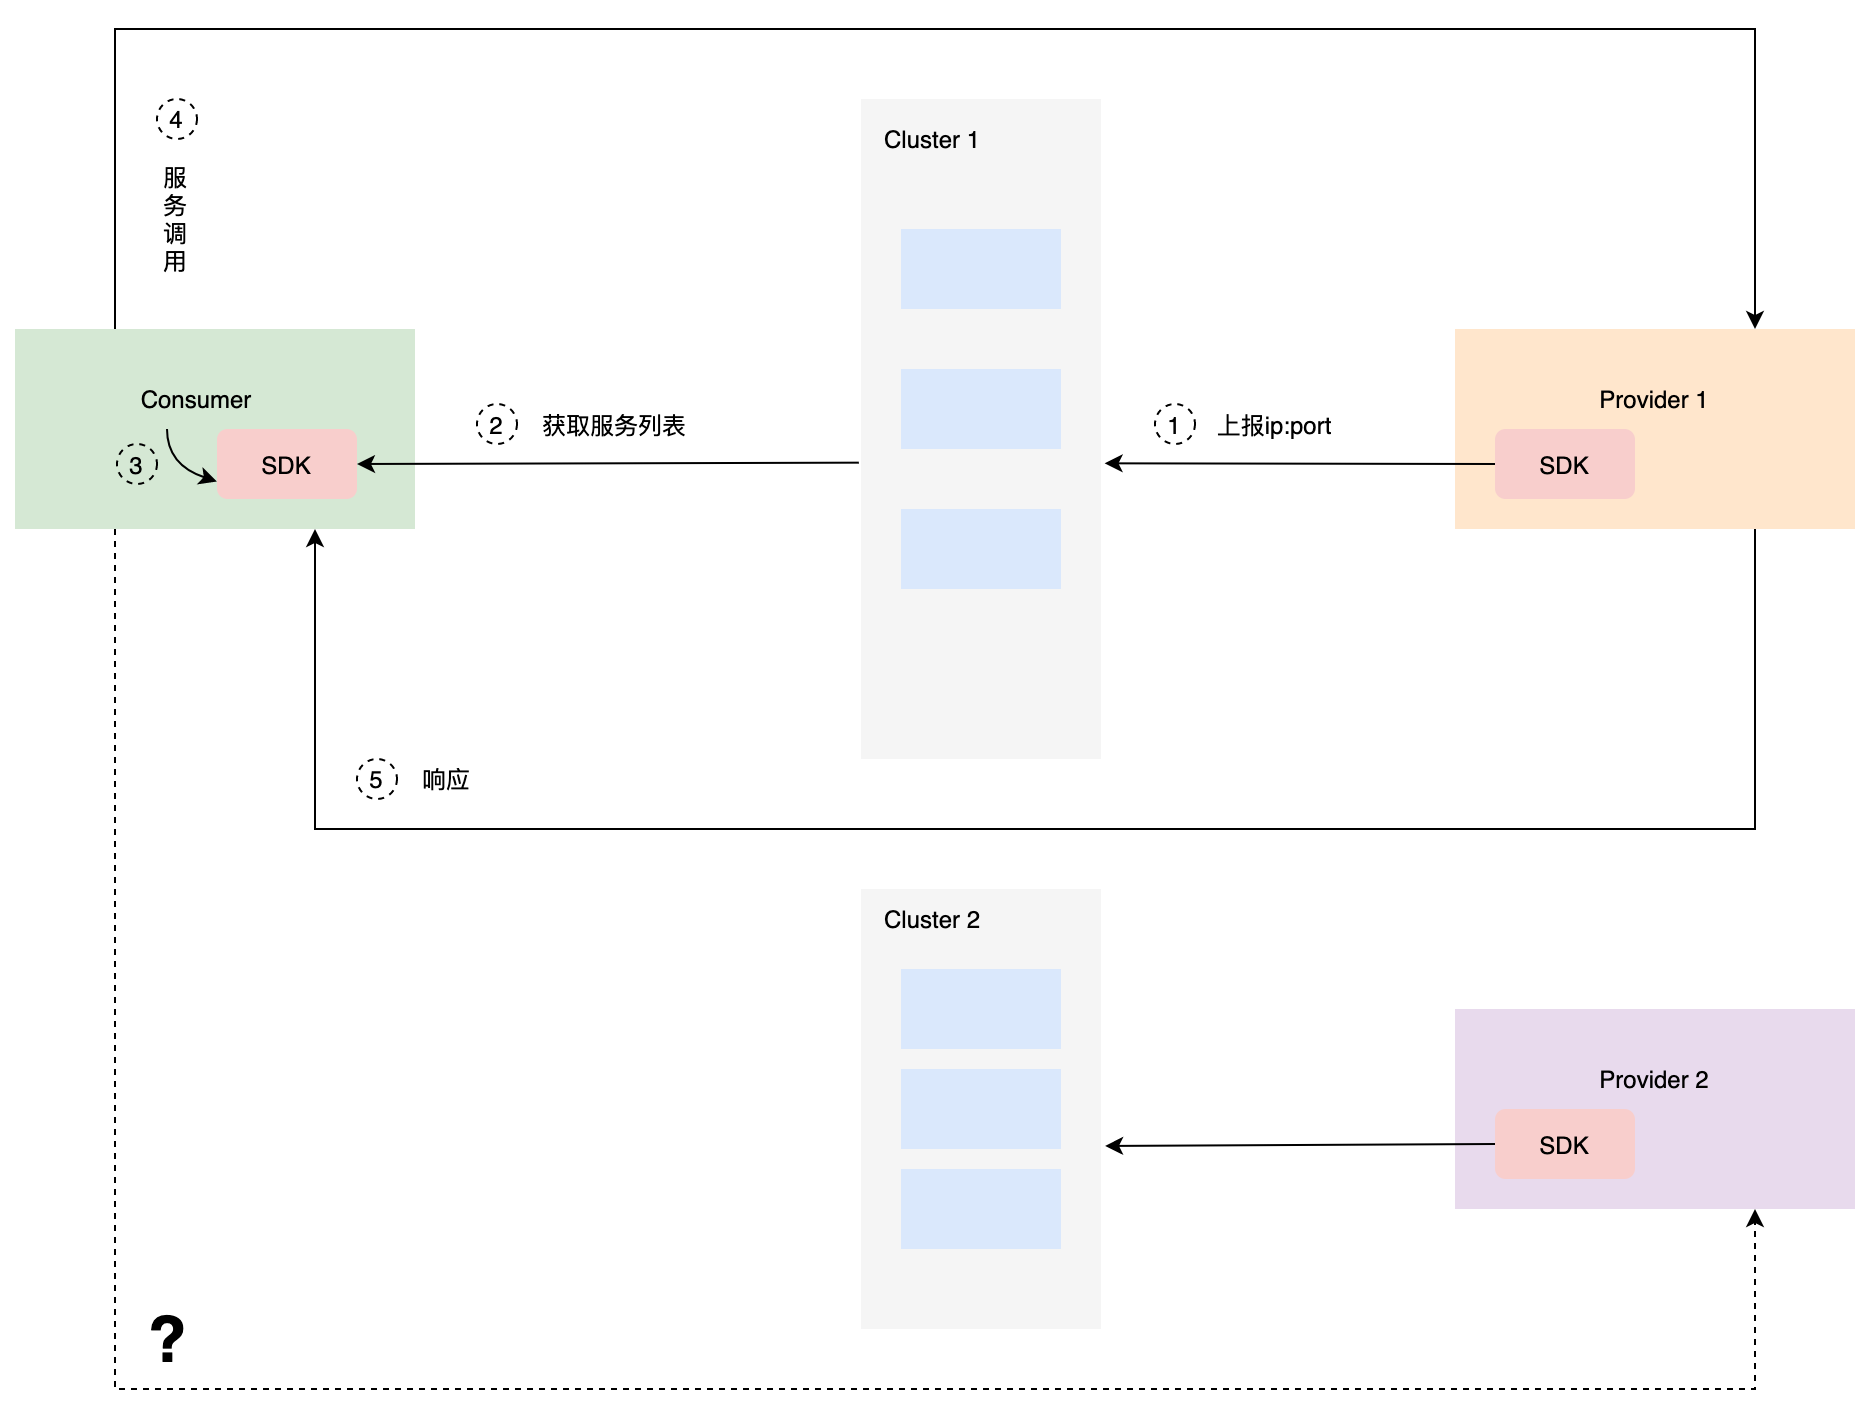 4
服
务
调
用
Cluster 1
Consumer
3
SDK
2 获取服务列表
1 上报ip:port
Provider 1
SDK
5 响应
Cluster 2
Provider 2
SDK
?